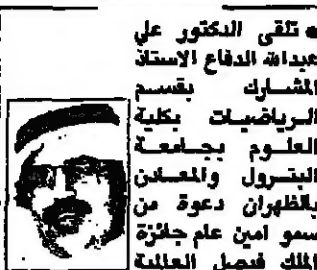 ● تلقى الدكتور علي
عبدالله الدفاع الاستاذ
المشارك بقسم
الرياضيات بكلية
العلوم بجامعة
البترول والمعادن
بالظهران دعوة من
سمو امين عام جائزة
الملك فيصل العالمية